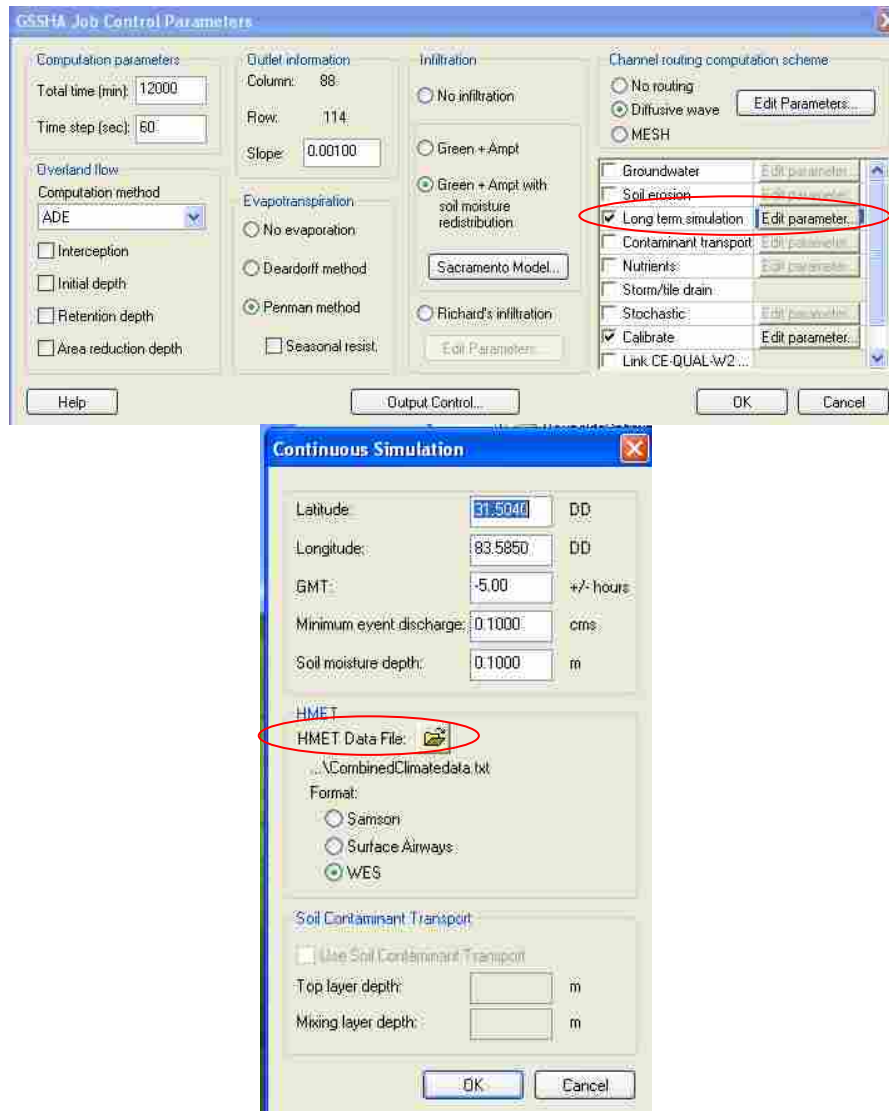 GSSHA Job Control Parameters
Computation parameters
Total time (min): 12000
Time step (sec): 60
Overland flow
Computation method
ADE
Interception
Initial depth
Retention depth
Area reduction depth
Outlet information
Column: 88
Row: 114
Slope: 0.00100
Evapotranspiration
No evaporation
Deardorff method
Penman method
Seasonal resist.
Infiltration
No infiltration
Green + Ampt
Green + Ampt with
soil moisture
redistribution
Sacramento Model...
Richard's infiltration
Edit Parameters...
Channel routing computation scheme
No routing
Diffusive wave
MESH
Edit Parameters...
Groundwater Edit parameter...
Soil erosion Edit parameter...
Long term simulation Edit parameter...
Contaminant transport Edit parameter...
Nutrients Edit parameter...
Storm/tile drain
Stochastic Edit parameter...
Calibrate Edit parameter...
Link CE-QUAL-W2 ...
Help
Output Control...
OK
Cancel
Continuous Simulation
Latitude: 31.5040 DD
Longitude: 83.5850 DD
GMT: -5.00 +/- hours
Minimum event discharge: 0.1000 cms
Soil moisture depth: 0.1000 m
HMET
HMET Data File:
...\CombinedClimatedata.txt
Format:
Samson
Surface Airways
WES
Soil Contaminant Transport
Use Soil Contaminant Transport
Top layer depth: m
Mixing layer depth: m
OK
Cancel